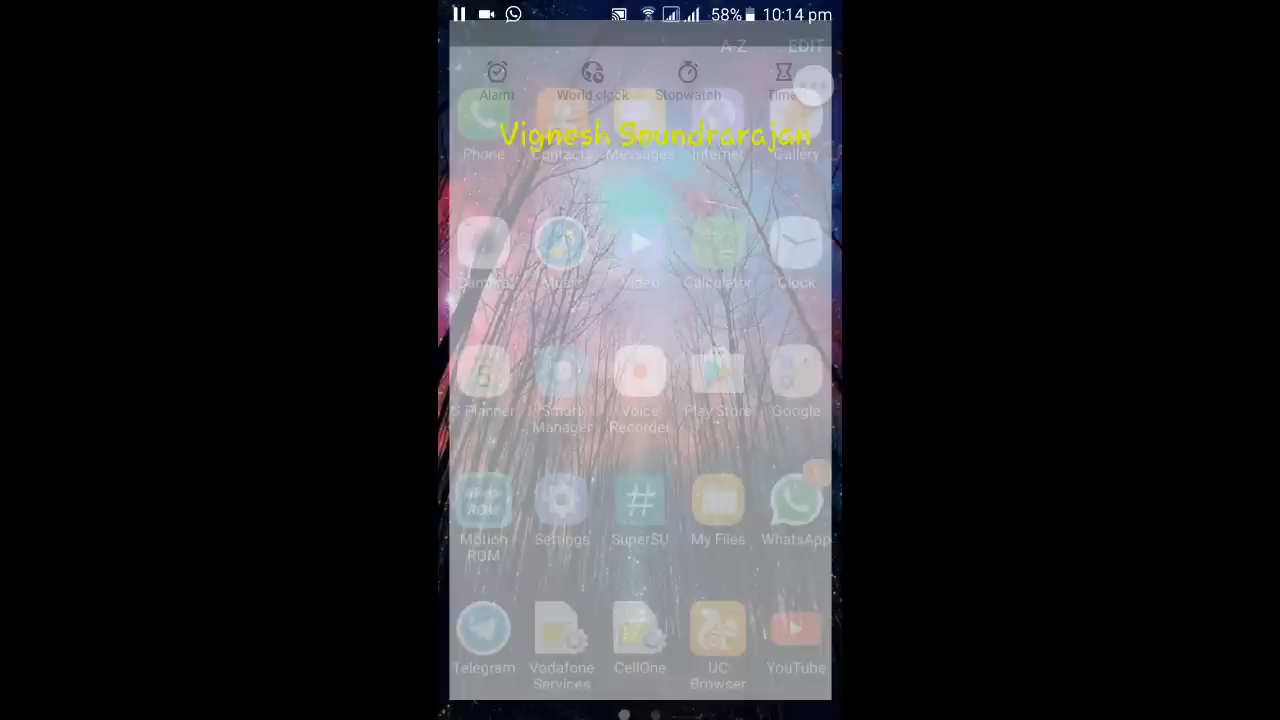 58% 10:14 pm
A-Z EDIT
Alarm World clock Stopwatch Time
Vignesh Soundrarajan
Phone Contacts Messages Internet Gallery
Camera Music Video Calculator Clock
5
S Planner Smart Manager Voice Recorder Play Store Google
Motion ROM Settings SuperSU My Files WhatsApp
Telegram Vodafone Services CellOne UC Browser YouTube